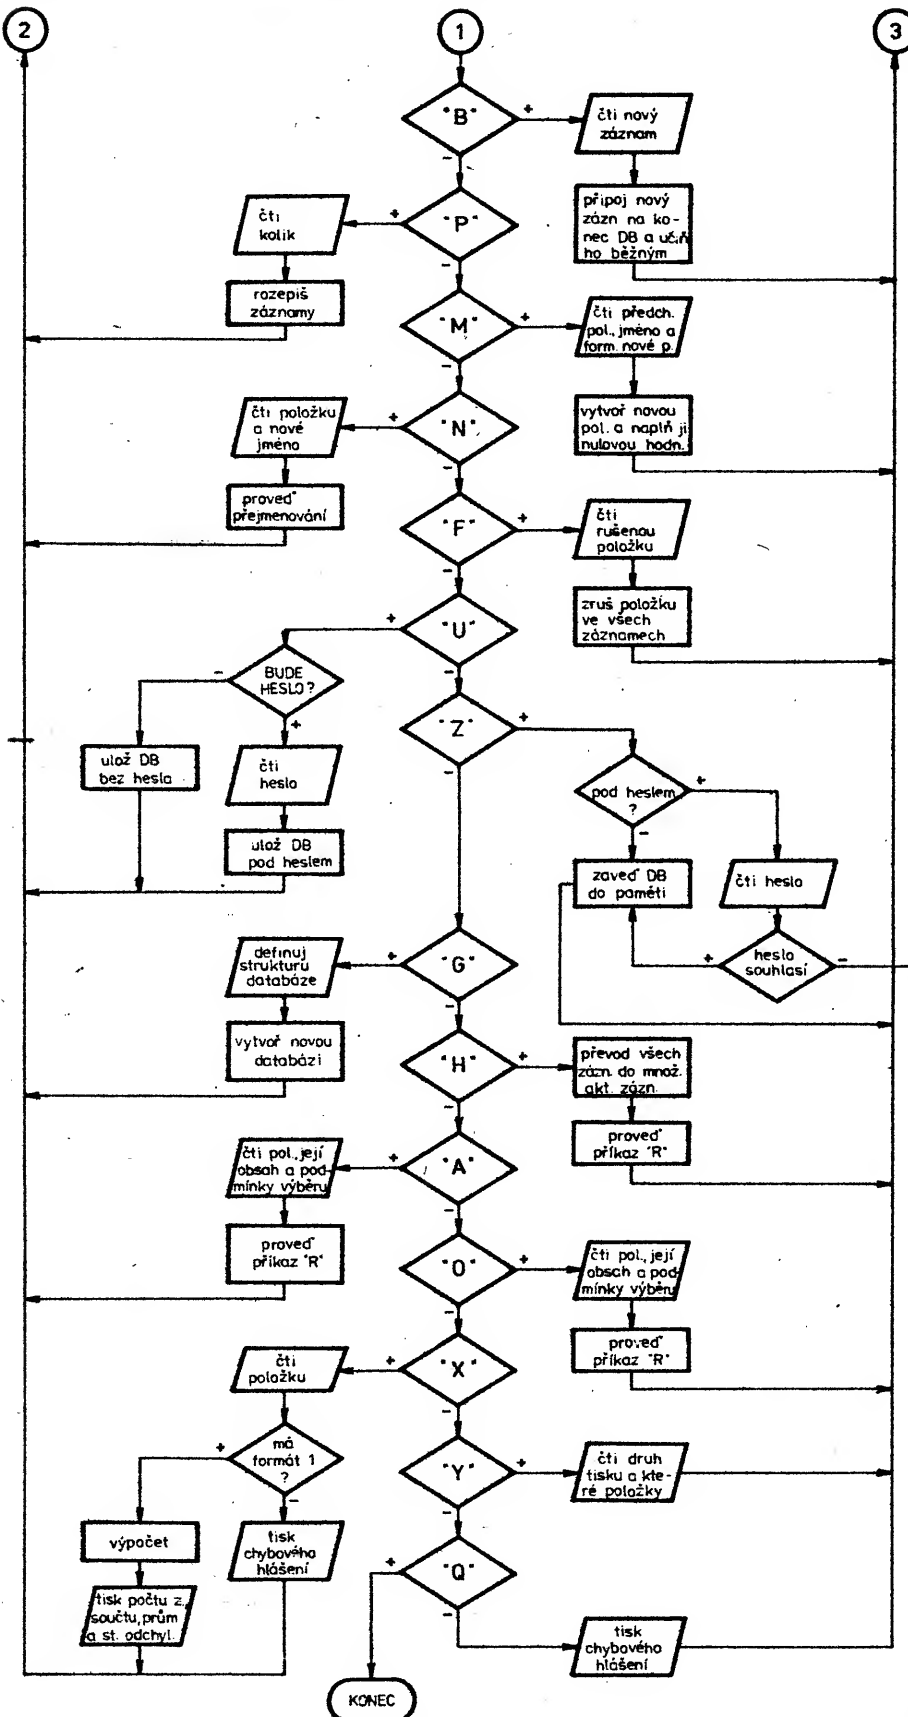 2
1
3
"B"
+
-
čti nový
záznam
připoj nový
zázn na ko-
nec DB a učiň
ho běžným
"P"
+
-
čti
kolik
rozepiš
záznamy
"M"
+
-
čti předch.
pol., jméno a
form. nové p.
vytvoř novou
pol. a naplň ji
nulovou hodn.
"N"
+
-
čti položku
a nové
jméno
proveď
přejmenování
"F"
+
-
čti
rušenou
položku
zruš položku
ve všech
záznamech
"U"
+
-
BUDE
HESLO?
-
+
ulož DB
bez hesla
čti
heslo
ulož DB
pod heslem
"Z"
+
-
pod heslem
?
+
-
zaveď DB
do paměti
čti heslo
heslo
souhlasí
+
-
"G"
+
-
definuj
strukturu
databáze
vytvoř novou
databázi
"H"
+
-
převod všech
zázn. do množ.
akt. zázn.
proveď
příkaz "R"
"A"
+
-
čti pol., její
obsah a pod-
mínky výběru
proveď
příkaz "R"
"O"
+
-
čti pol., její
obsah a pod-
mínky výběru
proveď
příkaz "R"
"X"
+
-
čti
položku
má
formát 1
?
+
-
výpočet
tisk počtu z,
součtu, prům
a st. odchyl.
tisk
chybového
hlášení
"Y"
+
-
čti druh
tisku a kte-
ré položky
"Q"
+
-
tisk
chybového
hlášení
KONEC